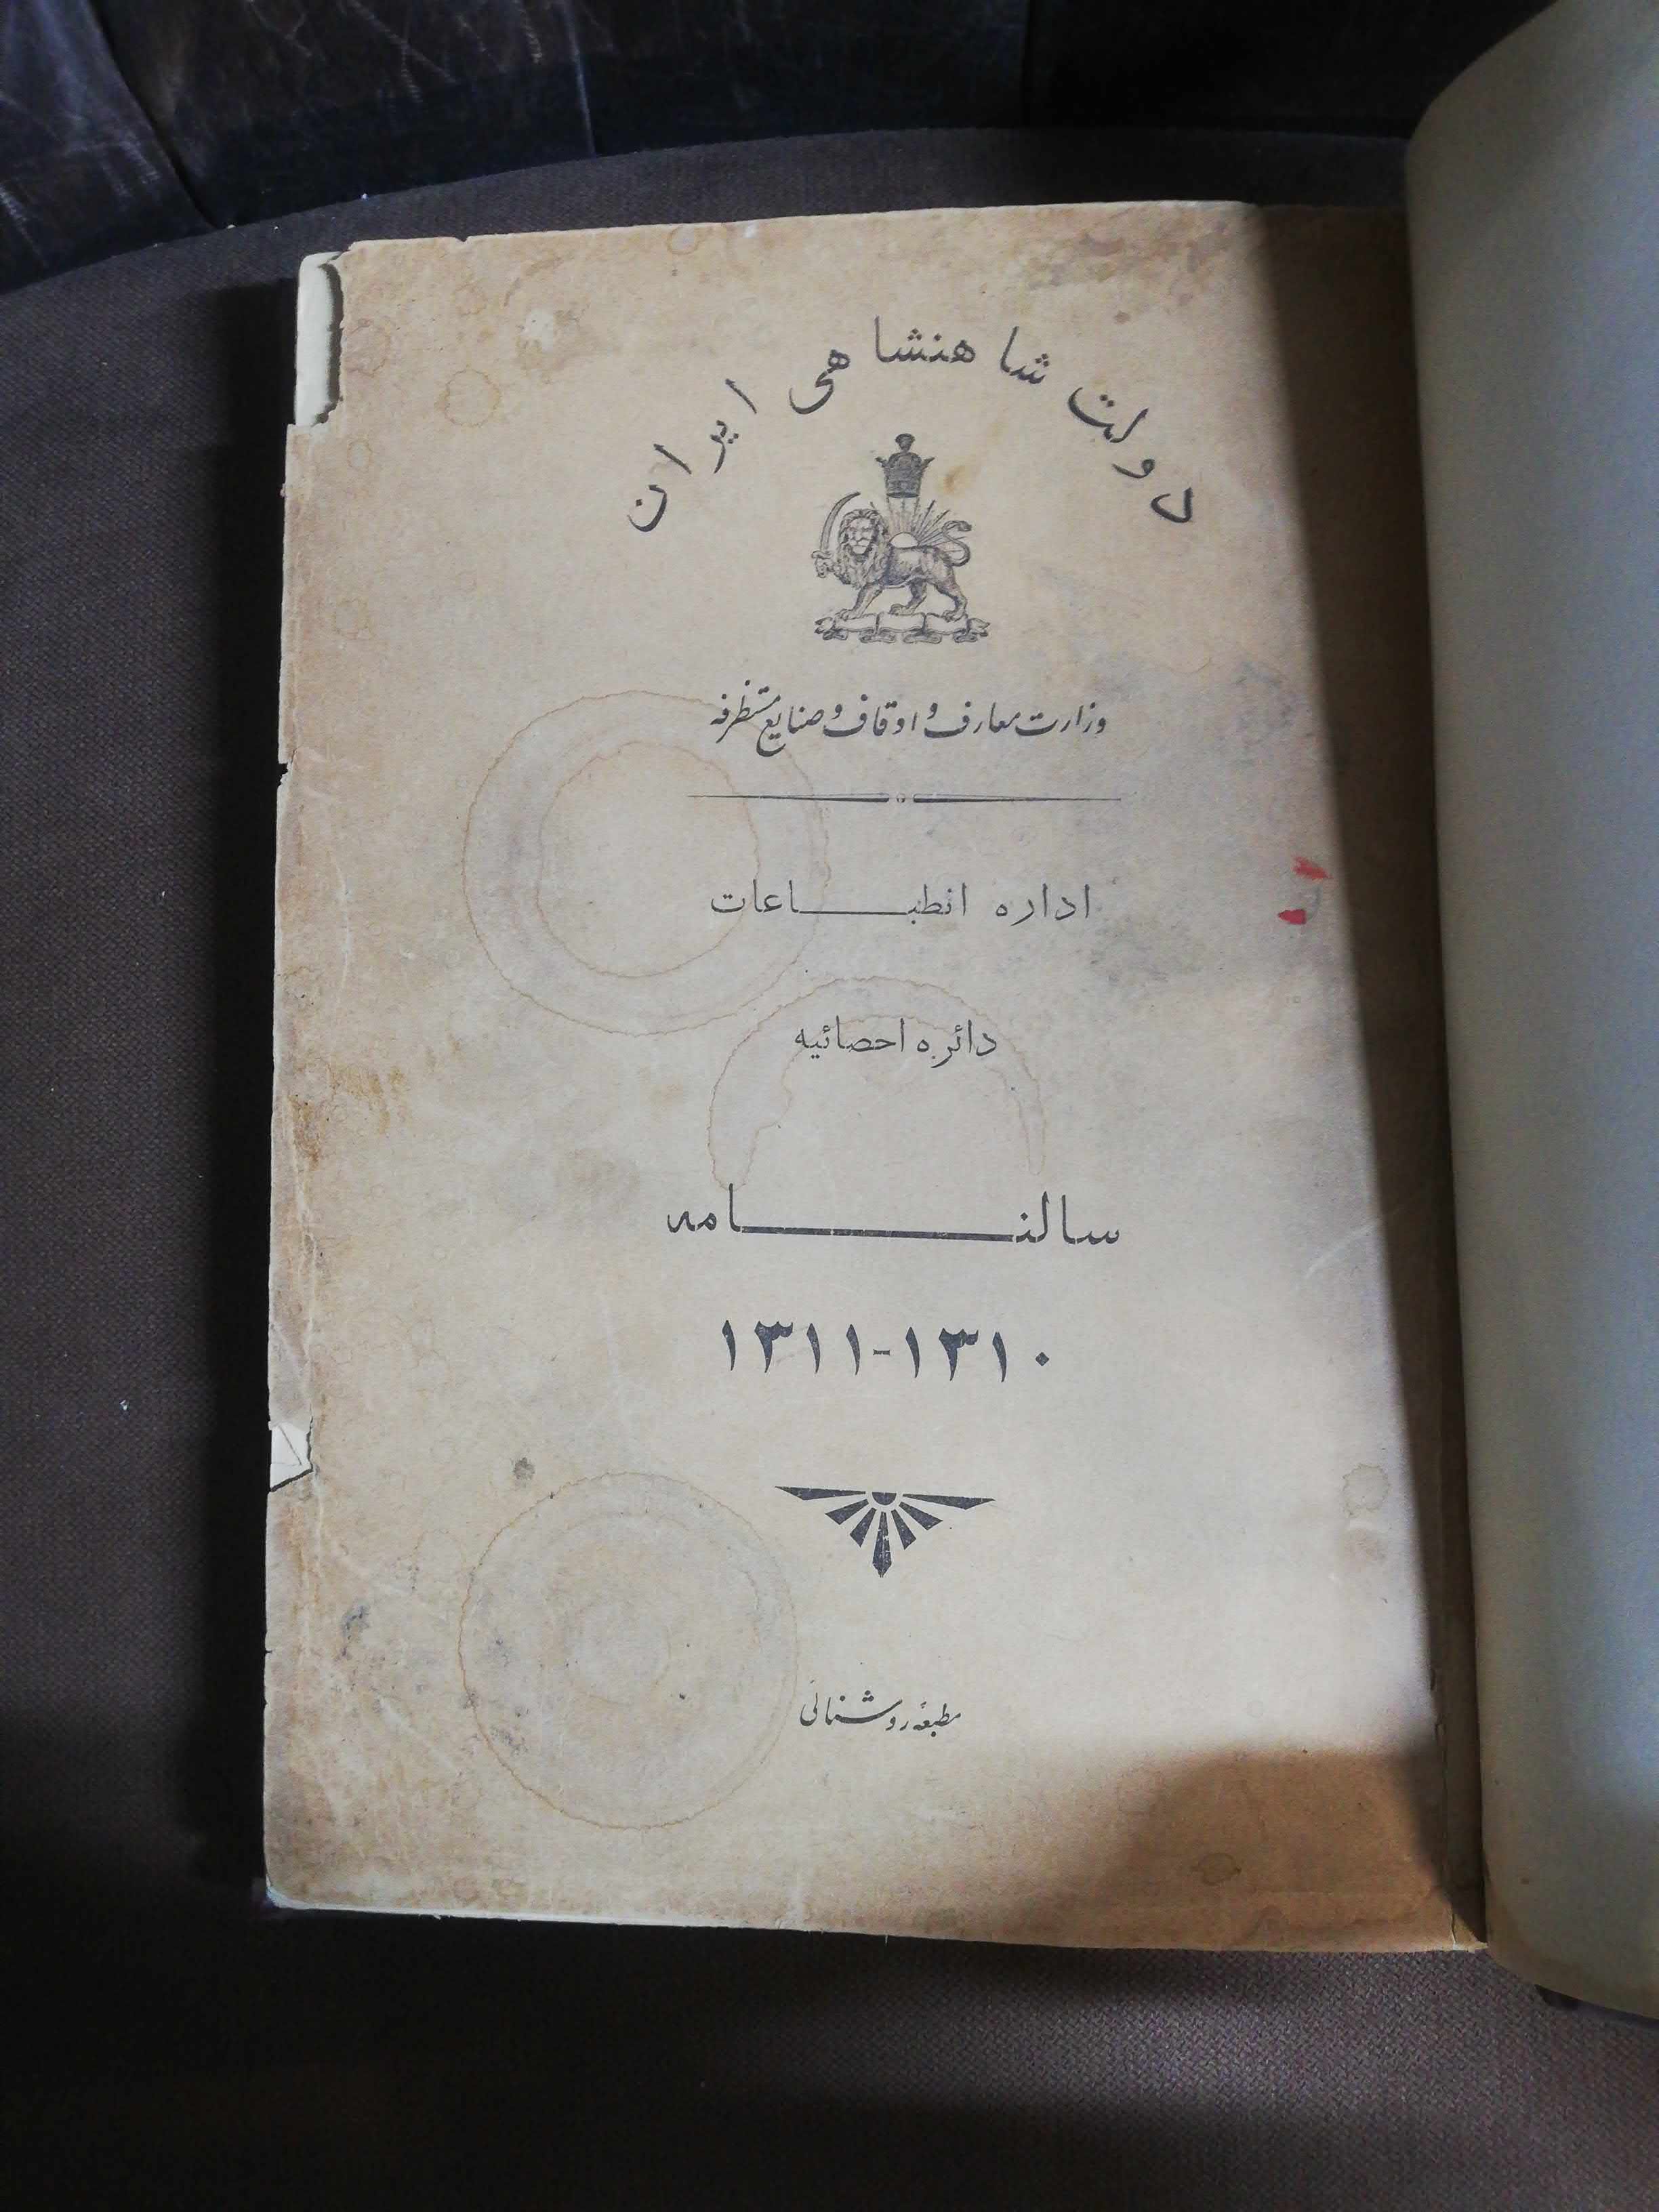 دولت شاهنشاهی ایران
وزارت معارف و اوقاف و صنایع مستظرفه
اداره انطباعات
دائره احصائیه
سالنامه
۱۳۱۱-۱۳۱۰
مطبعه روشنائی